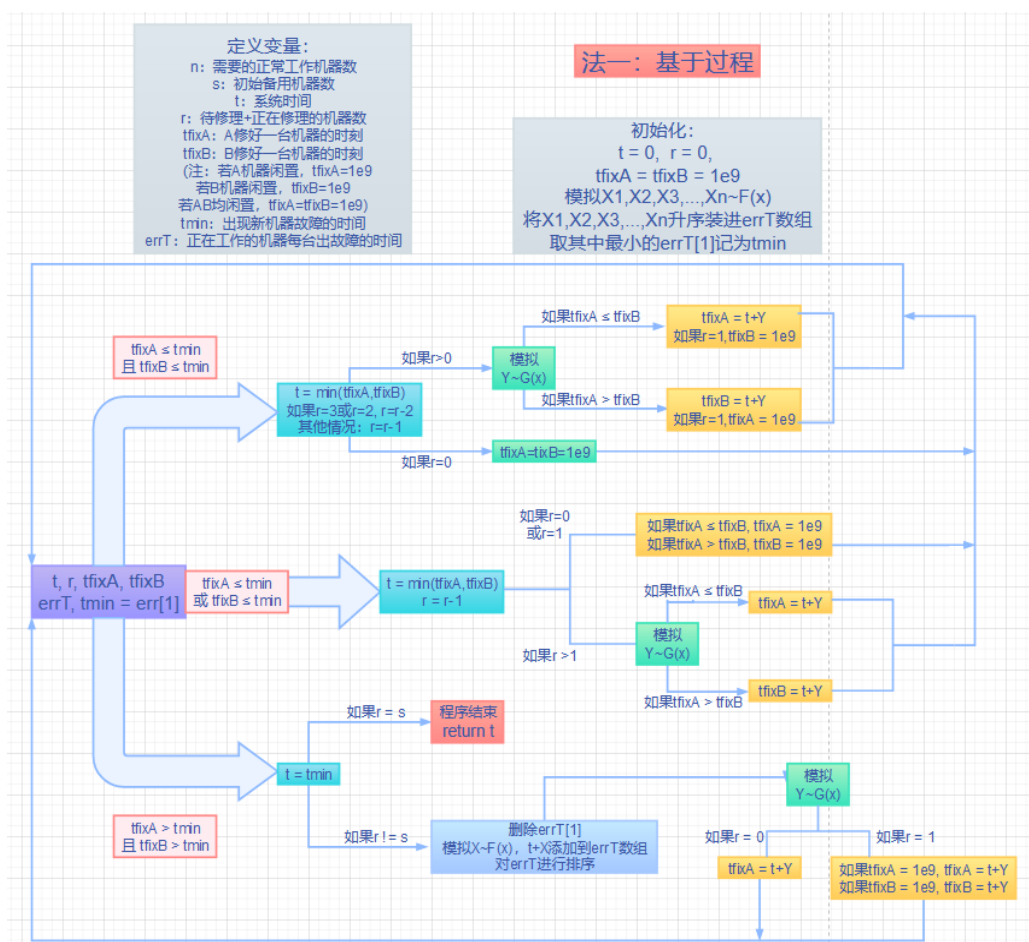 定义变量：
n：需要的正常工作机器数
s：初始备用机器数
t：系统时间
r：待修理+正在修理的机器数
tfixA：A修好一台机器的时刻
tfixB：B修好一台机器的时刻
(注：若A机器闲置，tfixA=1e9
若B机器闲置，tfixB=1e9
若AB均闲置，tfixA=tfixB=1e9)
tmin：出现新机器故障的时间
errT：正在工作的机器每台出故障的时间
法一：基于过程
初始化：
t = 0，r = 0,
tfixA = tfixB = 1e9
模拟X1,X2,X3,...,Xn~F(x)
将X1,X2,X3,...,Xn升序装进errT数组
取其中最小的errT[1]记为tmin
tfixA ≤ tmin
且 tfixB ≤ tmin
t = min(tfixA,tfixB)
如果r=3或r=2, r=r-2
其他情况：r=r-1
如果r>0
模拟
Y~G(x)
如果tfixA ≤ tfixB
tfixA = t+Y
如果r=1,tfixB = 1e9
如果tfixA > tfixB
tfixB = t+Y
如果r=1,tfixA = 1e9
如果r=0
tfixA=tixB=1e9
t, r, tfixA, tfixB
errT, tmin = err[1]
tfixA ≤ tmin
或 tfixB ≤ tmin
t = min(tfixA,tfixB)
r = r-1
如果r=0
或r=1
如果tfixA ≤ tfixB, tfixA = 1e9
如果tfixA > tfixB, tfixB = 1e9
如果r >1
模拟
Y~G(x)
如果tfixA ≤ tfixB
tfixA = t+Y
如果tfixA > tfixB
tfixB = t+Y
tfixA > tmin
且 tfixB > tmin
t = tmin
如果r = s
程序结束
return t
如果r != s
删除errT[1]
模拟X~F(x)，t+X添加到errT数组
对errT进行排序
模拟
Y~G(x)
如果r = 0
tfixA = t+Y
如果r = 1
如果tfixA = 1e9, tfixA = t+Y
如果tfixB = 1e9, tfixB = t+Y